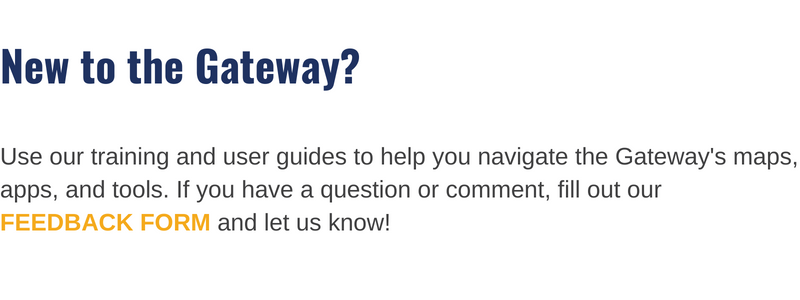 New to the Gateway?
Use our training and user guides to help you navigate the Gateway's maps,
apps, and tools. If you have a question or comment, fill out our
FEEDBACK FORM and let us know!